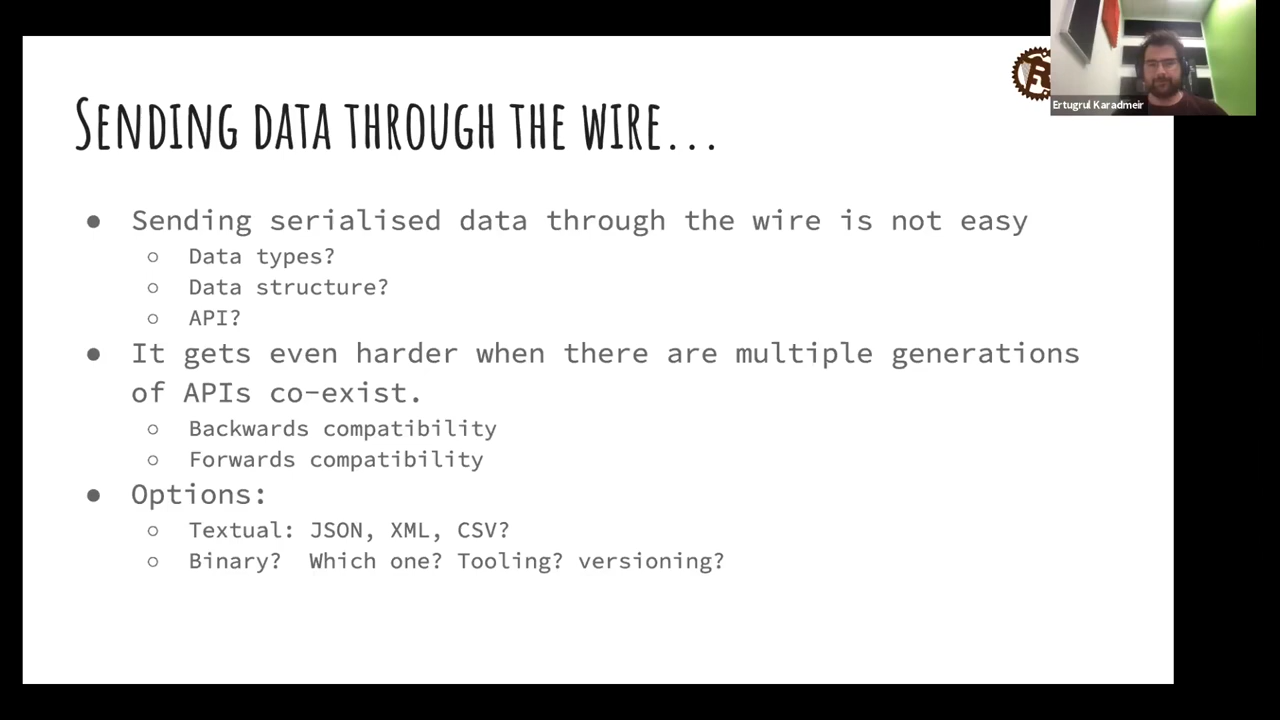 Ertugrul Karadmeir
SENDING DATA THROUGH THE WIRE...
● Sending serialised data through the wire is not easy
○ Data types?
○ Data structure?
○ API?
● It gets even harder when there are multiple generations
of APIs co-exist.
○ Backwards compatibility
○ Forwards compatibility
● Options:
○ Textual: JSON, XML, CSV?
○ Binary?  Which one? Tooling? versioning?